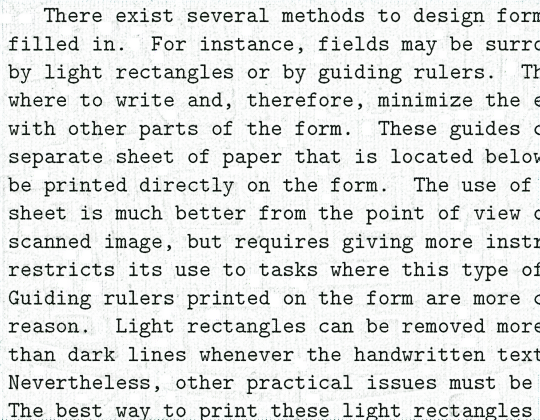 There exist several methods to design form
filled in. For instance, fields may be surro
by light rectangles or by guiding rulers. Th
where to write and, therefore, minimize the e
with other parts of the form. These guides c
separate sheet of paper that is located below
be printed directly on the form. The use of
sheet is much better from the point of view o
scanned image, but requires giving more instr
restricts its use to tasks where this type of
Guiding rulers printed on the form are more c
reason. Light rectangles can be removed more
than dark lines whenever the handwritten text
Nevertheless, other practical issues must be
The best way to print these light rectangles